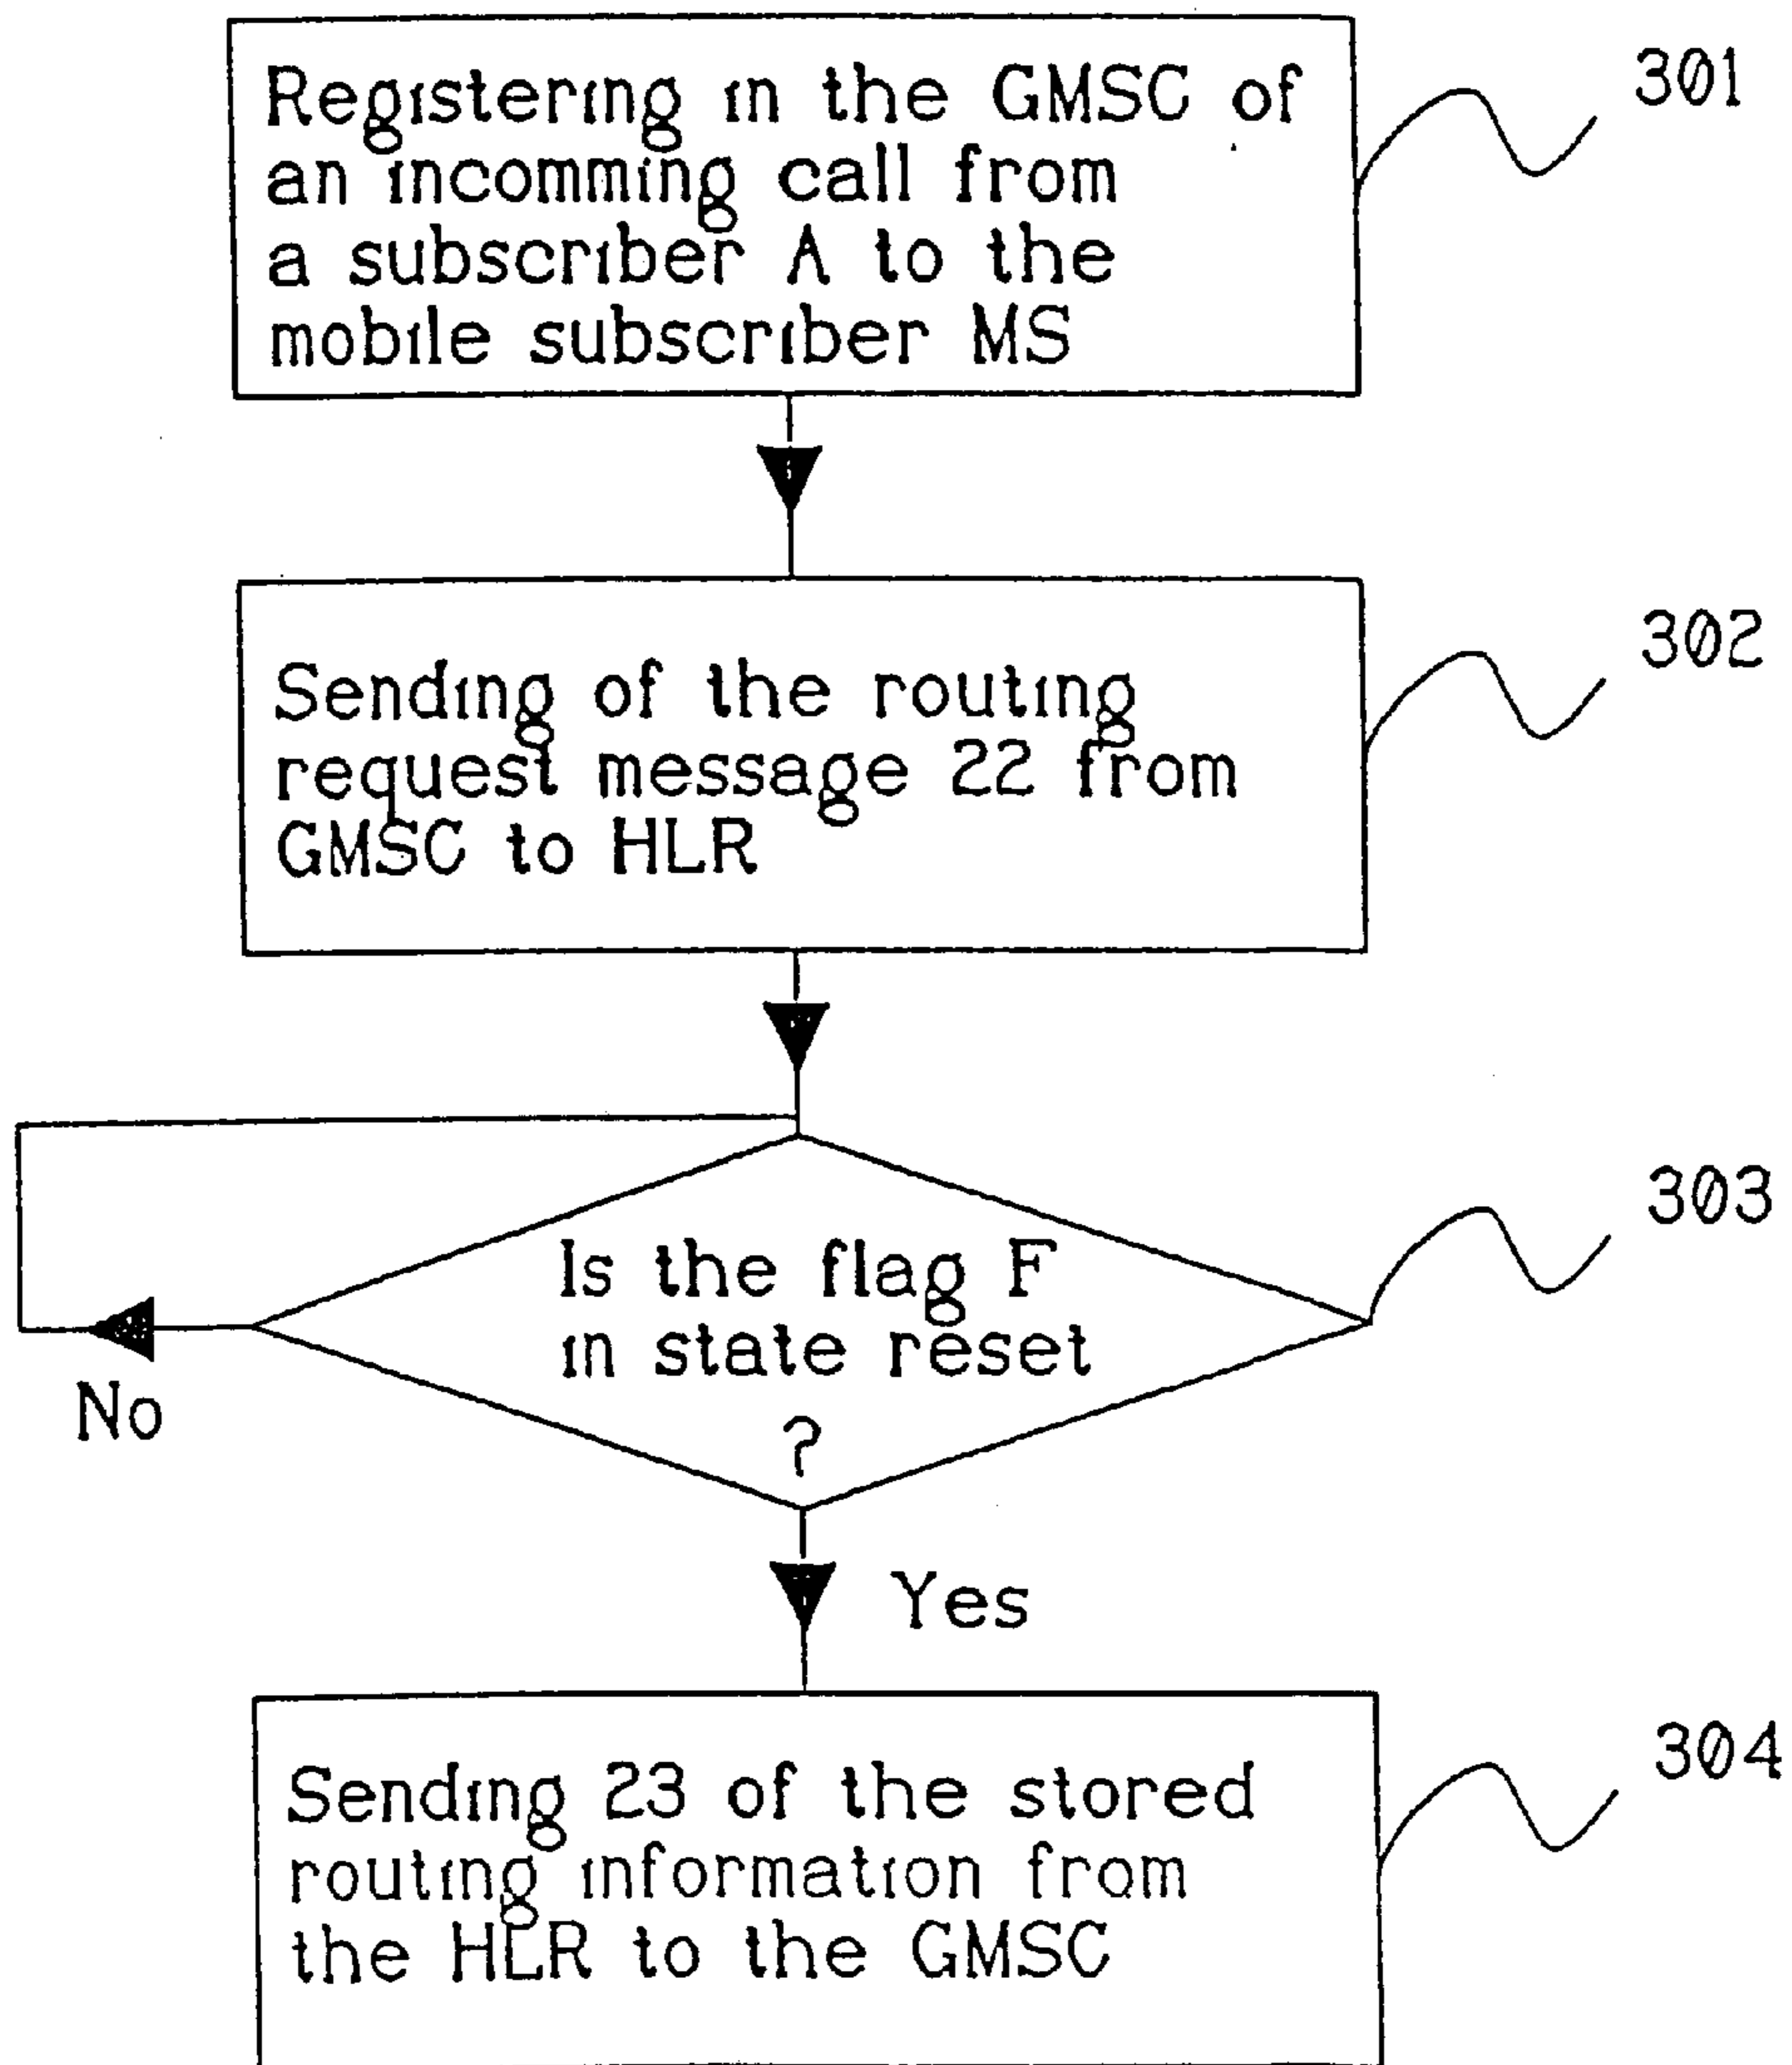 Registering in the GMSC of
an incomming call from
a subscriber A to the
mobile subscriber MS
301
Sending of the routing
request message 22 from
GMSC to HLR
302
Is the flag F
in state reset
?
303
No
Yes
Sending 23 of the stored
routing information from
the HLR to the GMSC
304